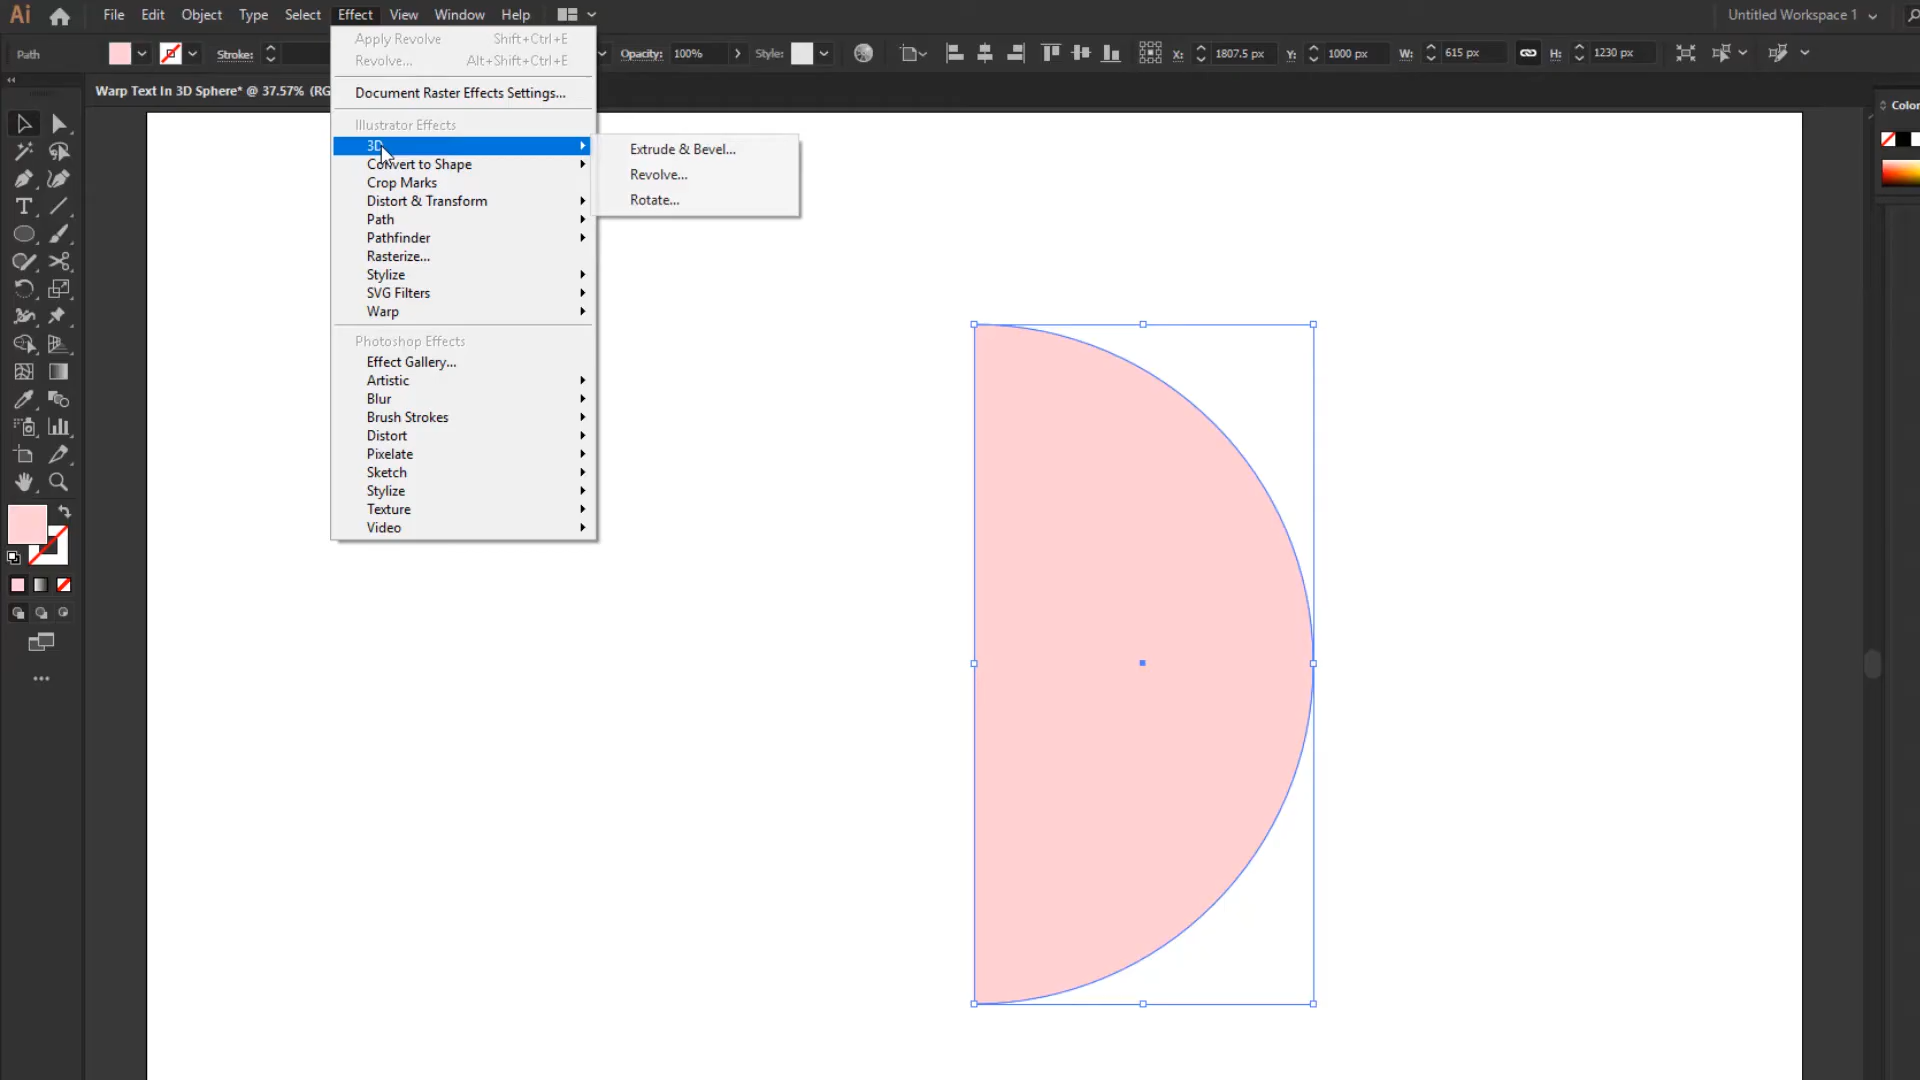 Ai File Edit Object Type Select Effect View Window Help Untitled Workspace 1
Path Stroke: Opacity: 100% Style: X: 1807.5 px Y: 1000 px W: 615 px H: 1230 px
Warp Text In 3D Sphere* @ 37.57% (RG
Apply Revolve Shift+Ctrl+E
Revolve... Alt+Shift+Ctrl+E
Document Raster Effects Settings...
Illustrator Effects
3D
Convert to Shape
Crop Marks
Distort & Transform
Path
Pathfinder
Rasterize...
Stylize
SVG Filters
Warp
Photoshop Effects
Effect Gallery...
Artistic
Blur
Brush Strokes
Distort
Pixelate
Sketch
Stylize
Texture
Video
Extrude & Bevel...
Revolve...
Rotate...
Color